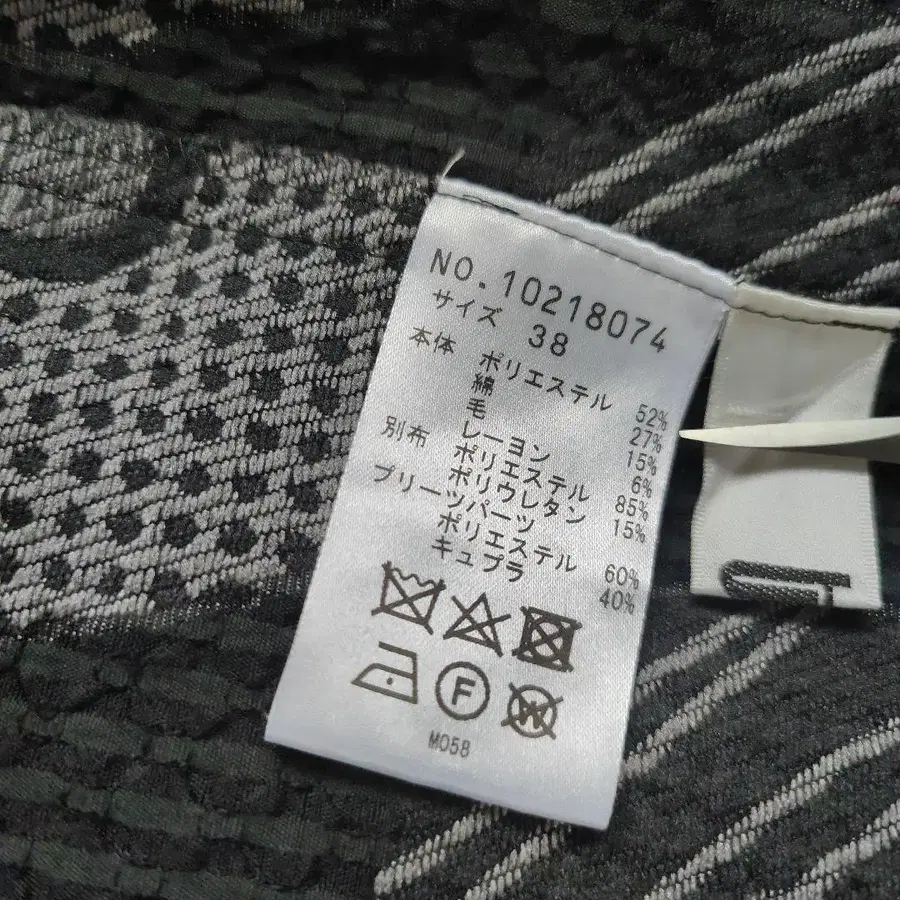 NO.10218074
サイズ 38
本体 ポリエステル 52%
綿 27%
毛 15%
レーヨン 6%
別布 ポリエステル 85%
ポリウレタン 15%
プリーツパーツ
ポリエステル 60%
キュプラ 40%
F
W
M058